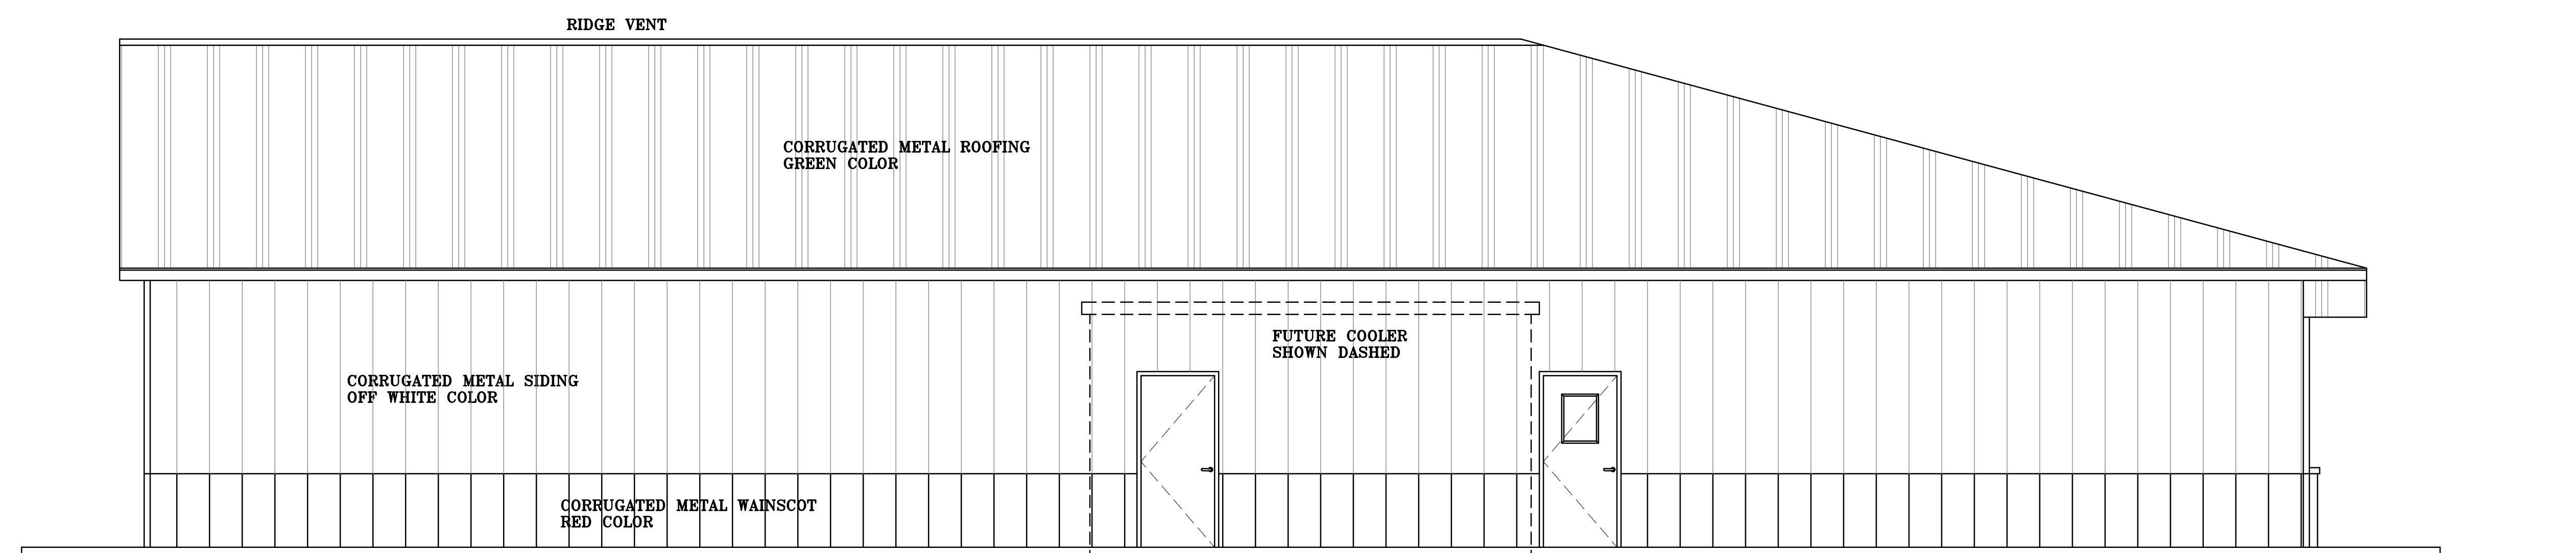 RIDGE VENT
CORRUGATED METAL ROOFING
GREEN COLOR
FUTURE COOLER
SHOWN DASHED
CORRUGATED METAL SIDING
OFF WHITE COLOR
CORRUGATED METAL WAINSCOT
RED COLOR